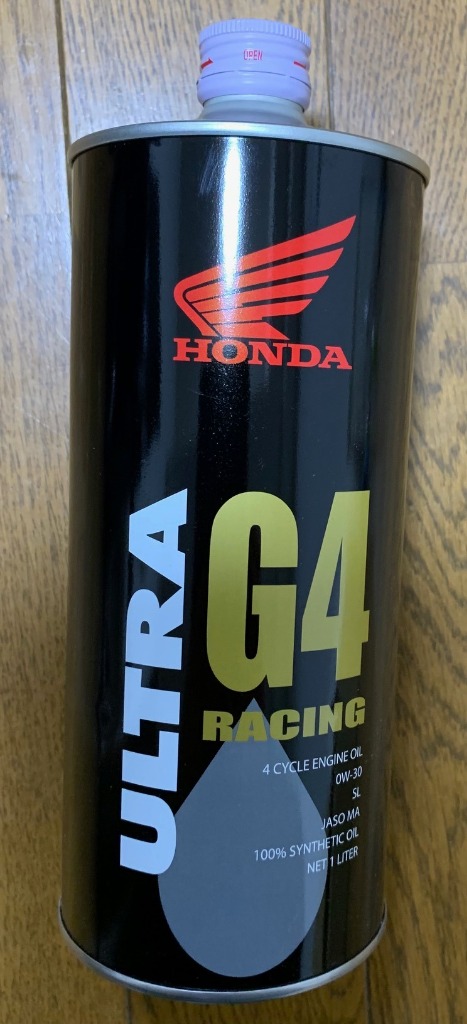 OPEN
HONDA
ULTRA
G4
RACING
4 CYCLE ENGINE OIL
0W-30
SL
JASO MA
100% SYNTHETIC OIL
NET 1 LITER